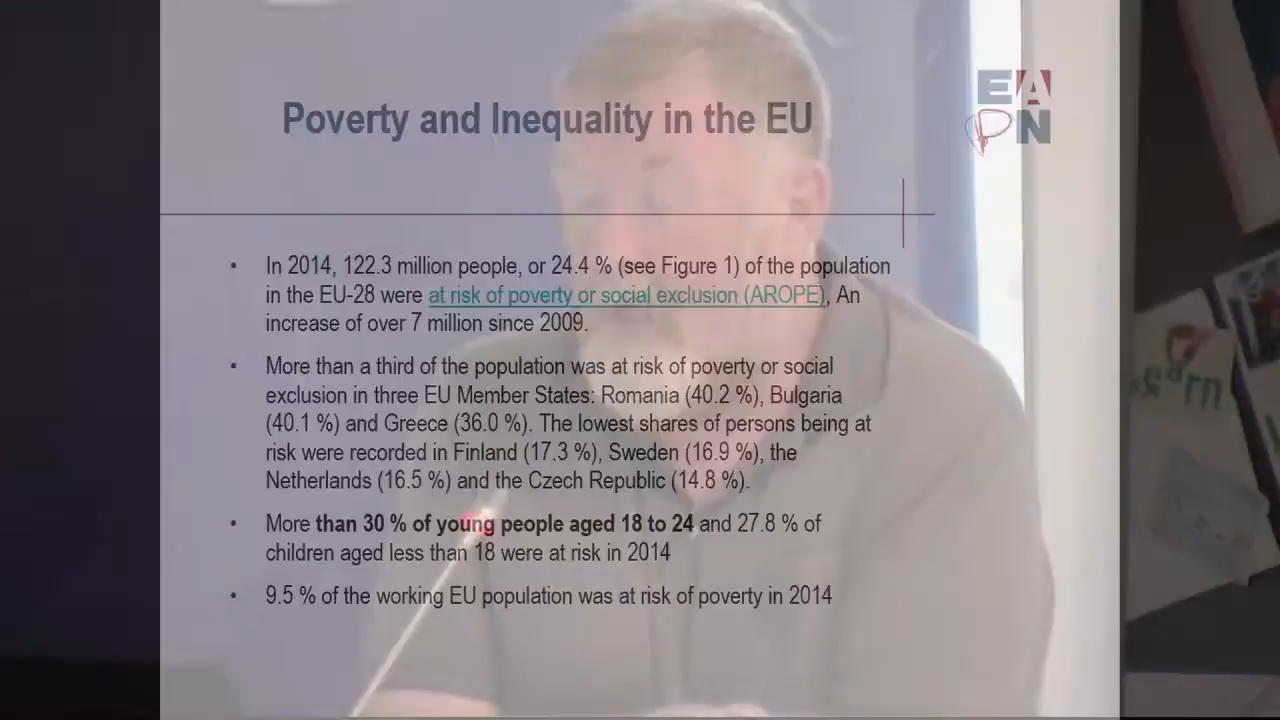 Poverty and Inequality in the EU
EA
PN
• In 2014, 122.3 million people, or 24.4 % (see Figure 1) of the population
in the EU-28 were at risk of poverty or social exclusion (AROPE), An
increase of over 7 million since 2009.
• More than a third of the population was at risk of poverty or social
exclusion in three EU Member States: Romania (40.2 %), Bulgaria
(40.1 %) and Greece (36.0 %). The lowest shares of persons being at
risk were recorded in Finland (17.3 %), Sweden (16.9 %), the
Netherlands (16.5 %) and the Czech Republic (14.8 %).
• More than 30 % of young people aged 18 to 24 and 27.8 % of
children aged less than 18 were at risk in 2014
• 9.5 % of the working EU population was at risk of poverty in 2014